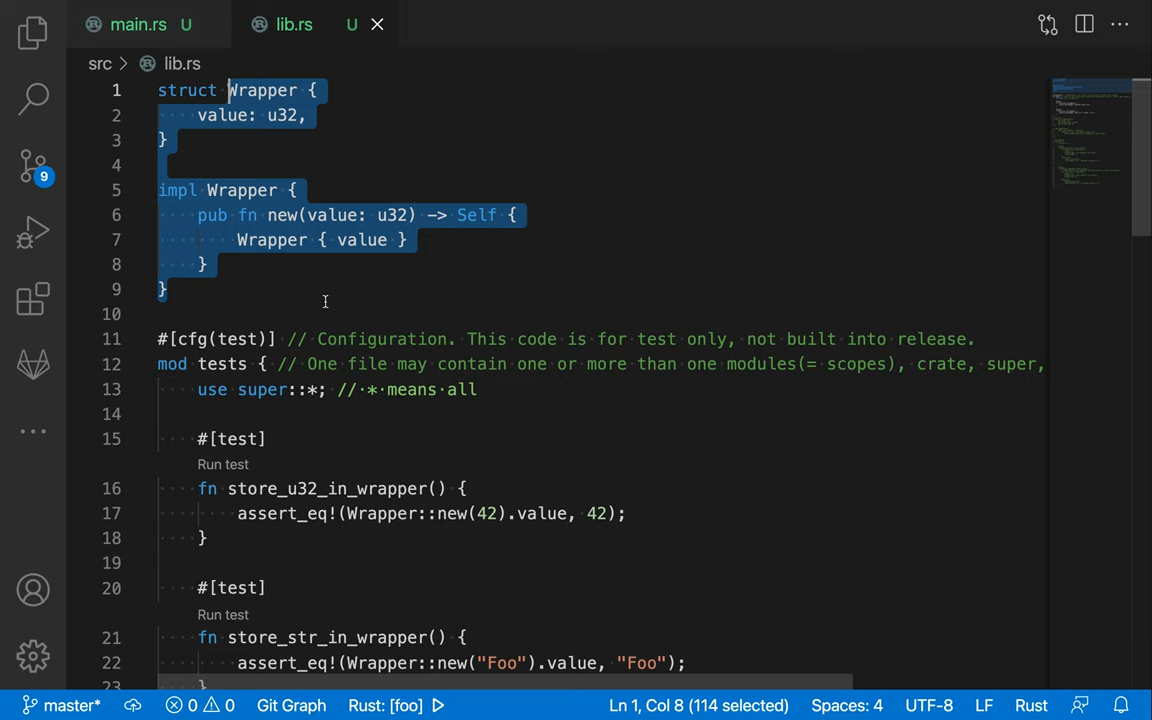 main.rs U lib.rs U
src > lib.rs
1 struct Wrapper {
2 value: u32,
3 }
4
5 impl Wrapper {
6 pub fn new(value: u32) -> Self {
7 Wrapper { value }
8 }
9 }
10
11 #[cfg(test)] // Configuration. This code is for test only, not built into release.
12 mod tests { // One file may contain one or more than one modules(= scopes), crate, super,
13 use super::*; // * means all
14
15 #[test]
Run test
16 fn store_u32_in_wrapper() {
17 assert_eq!(Wrapper::new(42).value, 42);
18 }
19
20 #[test]
Run test
21 fn store_str_in_wrapper() {
22 assert_eq!(Wrapper::new("Foo").value, "Foo");
23 }
9
master* 0 0 Git Graph Rust: [foo] Ln 1, Col 8 (114 selected) Spaces: 4 UTF-8 LF Rust